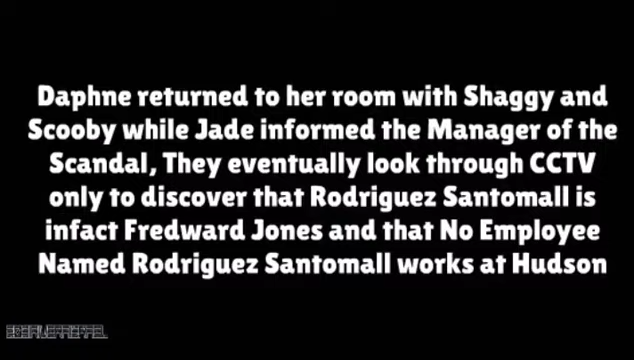 Daphne returned to her room with Shaggy and
Scooby while Jade informed the Manager of the
Scandal, They eventually look through CCTV
only to discover that Rodriguez Santomall is
infact Fredward Jones and that No Employee
Named Rodriguez Santomall works at Hudson